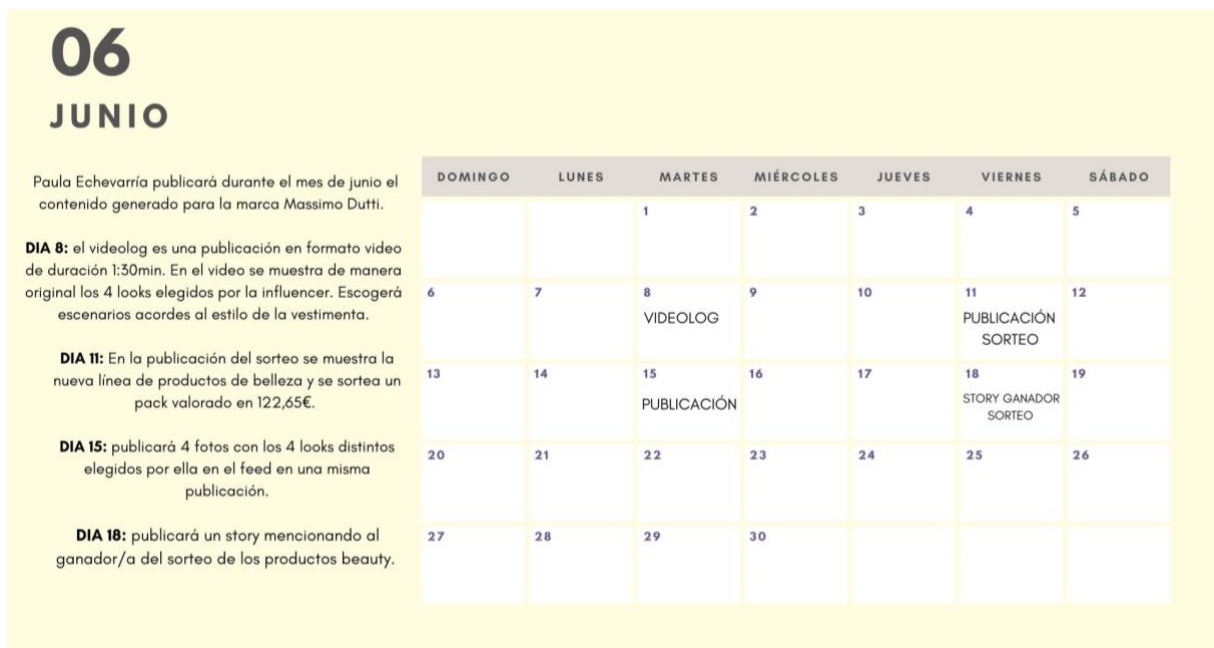 06
JUNIO
Paula Echevarría publicará durante el mes de junio el
contenido generado para la marca Massimo Dutti.
DIA 8: el videolog es una publicación en formato video
de duración 1:30min. En el video se muestra de manera
original los 4 looks elegidos por la influencer. Escogerá
escenarios acordes al estilo de la vestimenta.
DIA 11: En la publicación del sorteo se muestra la
nueva línea de productos de belleza y se sortea un
pack valorado en 122,65€.
DIA 15: publicará 4 fotos con los 4 looks distintos
elegidos por ella en el feed en una misma
publicación.
DIA 18: publicará un story mencionando al
ganador/a del sorteo de los productos beauty.
DOMINGO LUNES MARTES MIÉRCOLES JUEVES VIERNES SÁBADO
1 2 3 4 5
6 7 8 9 10 11 12
VIDEOLOG PUBLICACIÓN
SORTEO
13 14 15 16 17 18 19
PUBLICACIÓN STORY GANADOR
SORTEO
20 21 22 23 24 25 26
27 28 29 30